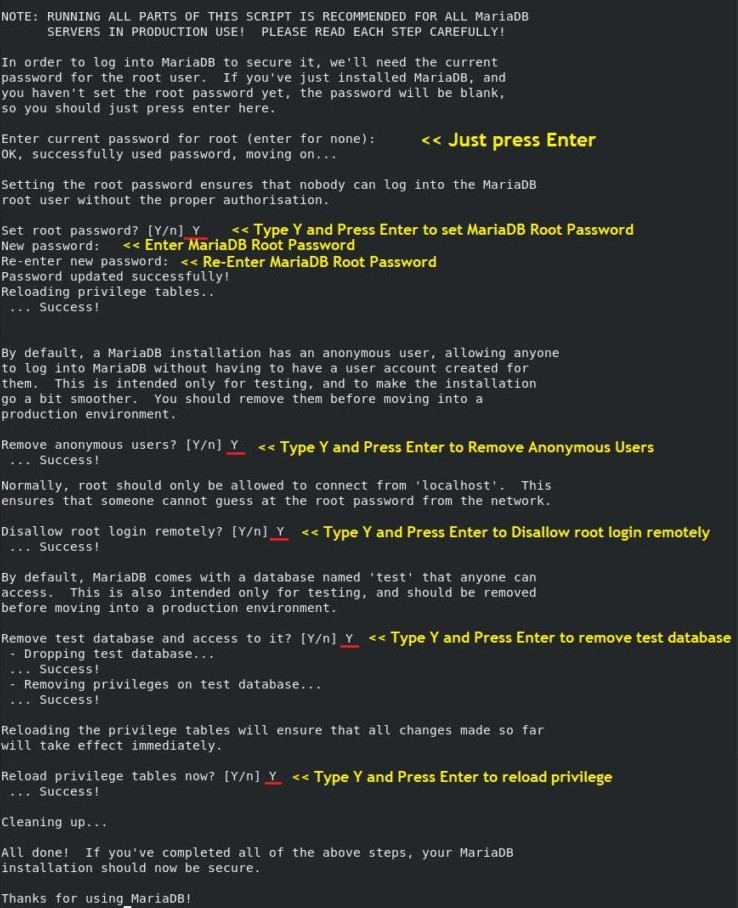 NOTE: RUNNING ALL PARTS OF THIS SCRIPT IS RECOMMENDED FOR ALL MariaDB
SERVERS IN PRODUCTION USE!  PLEASE READ EACH STEP CAREFULLY!
In order to log into MariaDB to secure it, we'll need the current
password for the root user.  If you've just installed MariaDB, and
you haven't set the root password yet, the password will be blank,
so you should just press enter here.
Enter current password for root (enter for none): << Just press Enter
OK, successfully used password, moving on...
Setting the root password ensures that nobody can log into the MariaDB
root user without the proper authorisation.
Set root password? [Y/n] Y << Type Y and Press Enter to set MariaDB Root Password
New password: << Enter MariaDB Root Password
Re-enter new password: << Re-Enter MariaDB Root Password
Password updated successfully!
Reloading privilege tables..
... Success!
By default, a MariaDB installation has an anonymous user, allowing anyone
to log into MariaDB without having to have a user account created for
them.  This is intended only for testing, and to make the installation
go a bit smoother.  You should remove them before moving into a
production environment.
Remove anonymous users? [Y/n] Y << Type Y and Press Enter to Remove Anonymous Users
... Success!
Normally, root should only be allowed to connect from 'localhost'.  This
ensures that someone cannot guess at the root password from the network.
Disallow root login remotely? [Y/n] Y << Type Y and Press Enter to Disallow root login remotely
... Success!
By default, MariaDB comes with a database named 'test' that anyone can
access.  This is also intended only for testing, and should be removed
before moving into a production environment.
Remove test database and access to it? [Y/n] Y << Type Y and Press Enter to remove test database
- Dropping test database...
... Success!
- Removing privileges on test database...
... Success!
Reloading the privilege tables will ensure that all changes made so far
will take effect immediately.
Reload privilege tables now? [Y/n] Y << Type Y and Press Enter to reload privilege
... Success!
Cleaning up...
All done!  If you've completed all of the above steps, your MariaDB
installation should now be secure.
Thanks for using MariaDB!